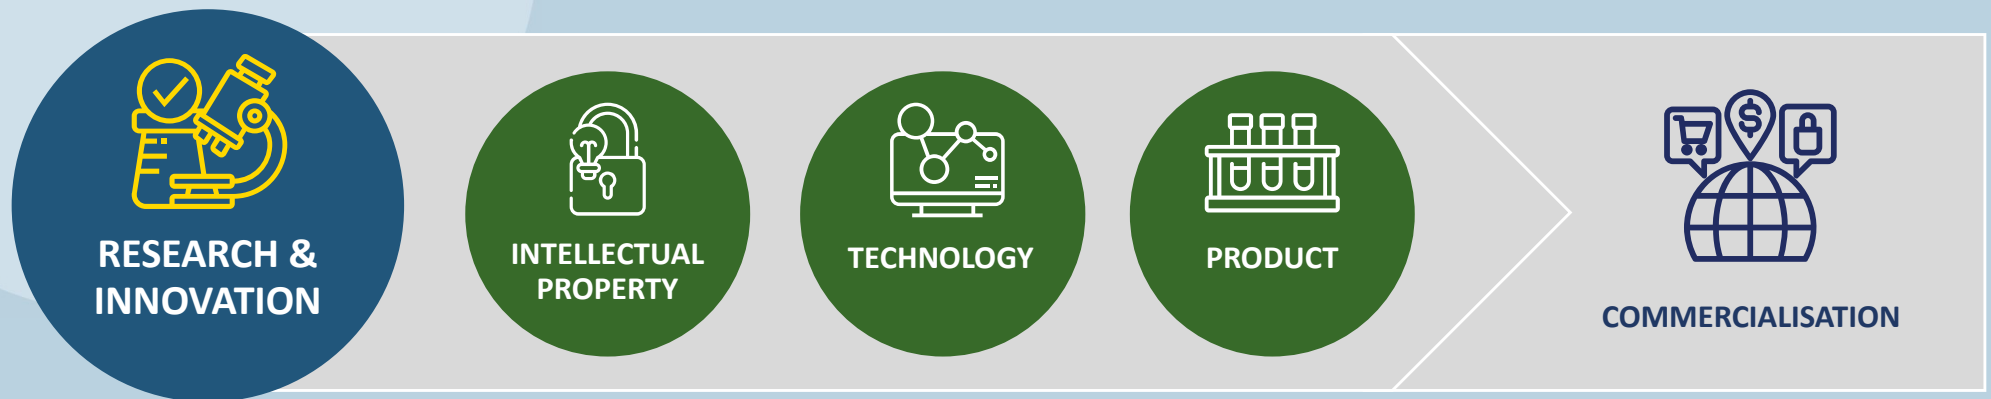 RESEARCH &
INNOVATION
INTELLECTUAL
PROPERTY
TECHNOLOGY
PRODUCT
$
COMMERCIALISATION